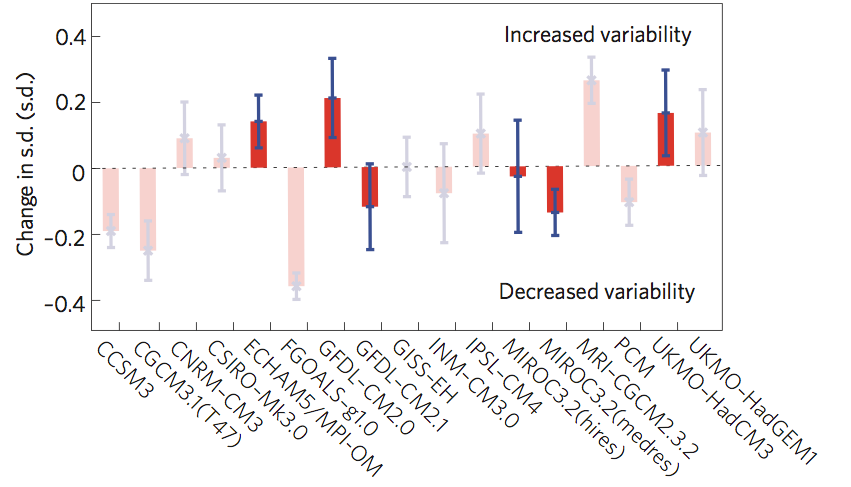 Change in s.d. (s.d.)
0.4
0.2
0
−0.2
−0.4
Increased variability
Decreased variability
CCSM3
CGCM3.1(T47)
CNRM-CM3
CSIRO-Mk3.0
ECHAM5/MPI-OM
FGOALS-g1.0
GFDL-CM2.0
GFDL-CM2.1
GISS-EH
INM-CM3.0
IPSL-CM4
MIROC3.2(hires)
MIROC3.2(medres)
MRI-CGCM2.3.2
PCM
UKMO-HadCM3
UKMO-HadGEM1